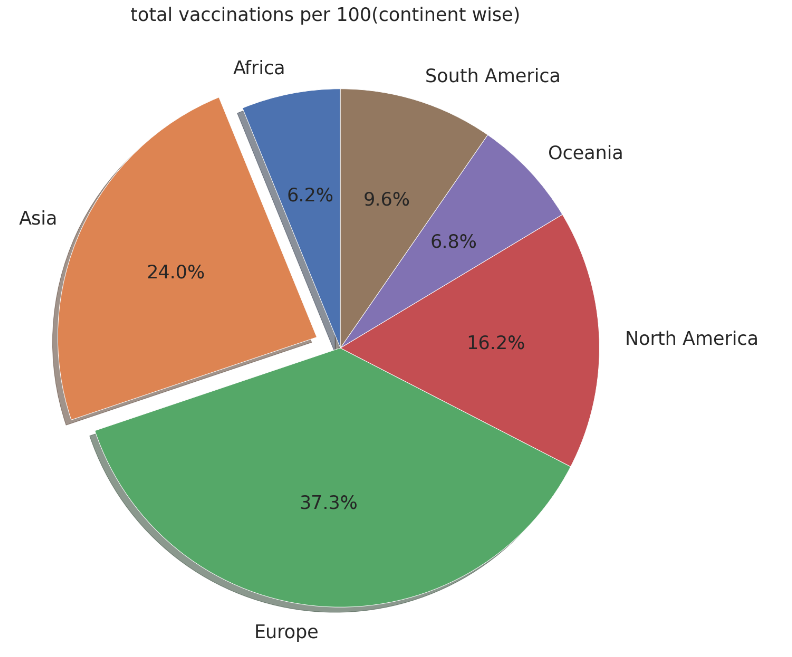 total vaccinations per 100(continent wise)
Africa
South America
Oceania
6.2%
9.6%
Asia
6.8%
24.0%
16.2%
North America
37.3%
Europe